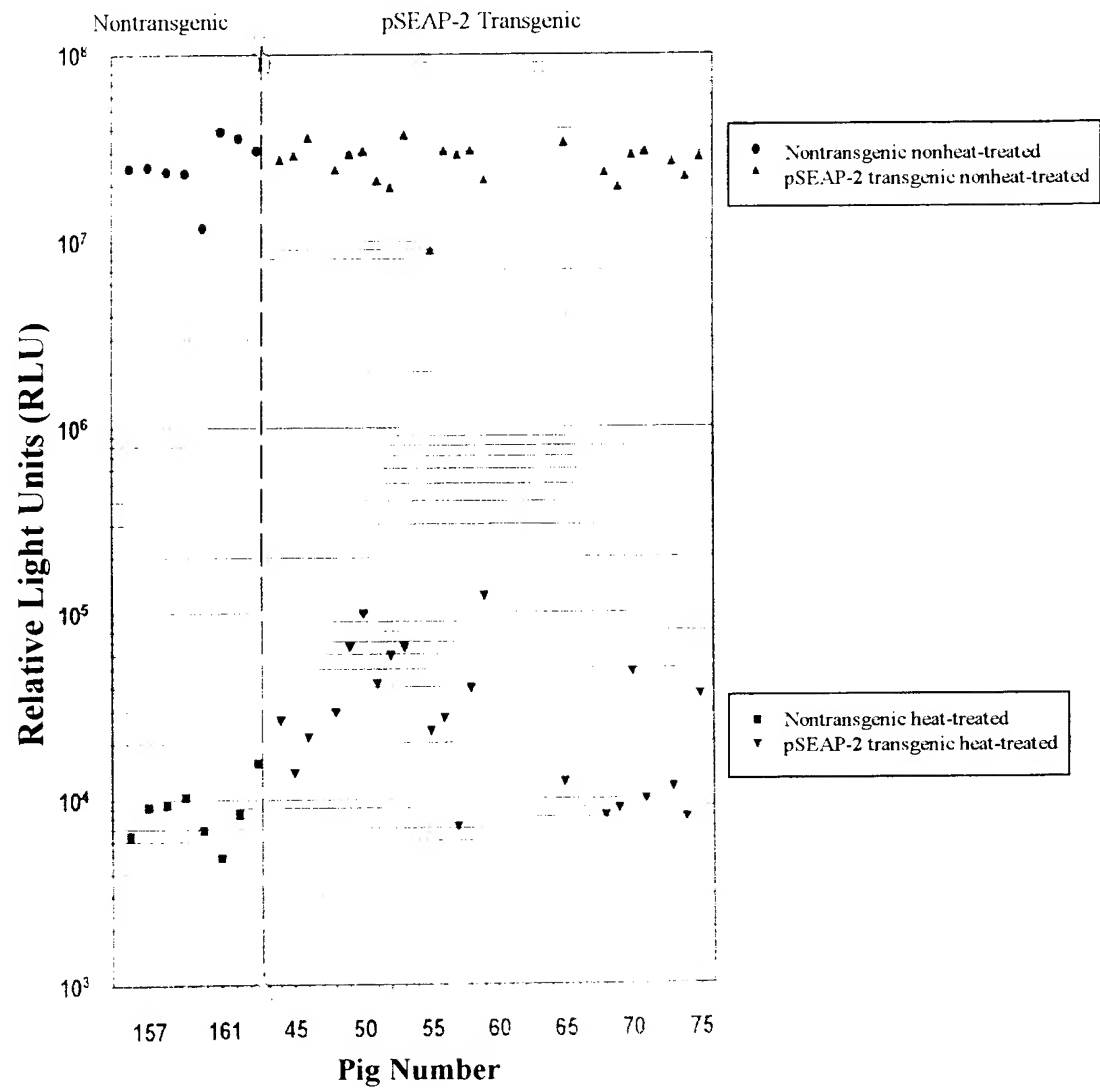 Nontransgenic
pSEAP-2 Transgenic
10⁸
10⁷
10⁶
10⁵
10⁴
10³
Relative Light Units (RLU)
157 161 45 50 55 60 65 70 75
Pig Number
Nontransgenic nonheat-treated
pSEAP-2 transgenic nonheat-treated
Nontransgenic heat-treated
pSEAP-2 transgenic heat-treated